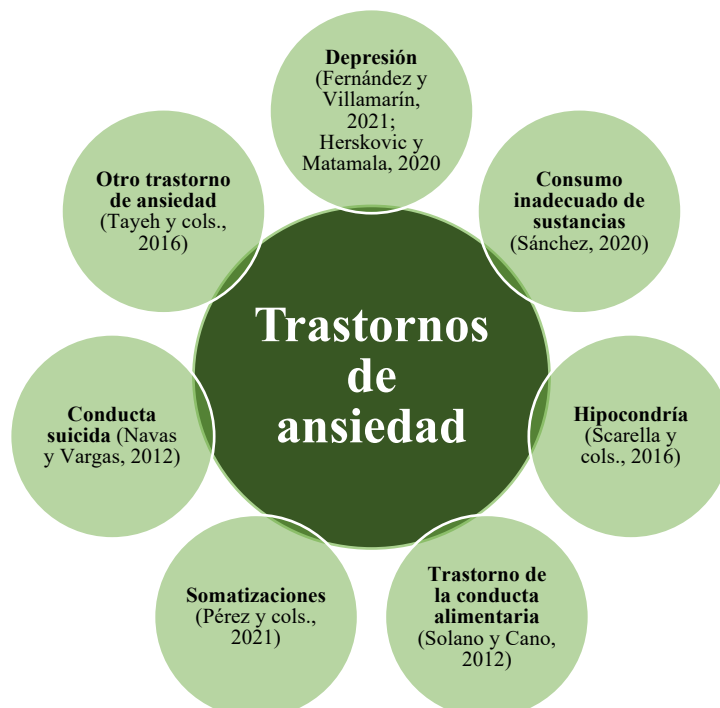 Depresión
(Fernández y
Villamarín,
2021;
Herskovic y
Matamala, 2020
Consumo
inadecuado de
sustancias
(Sánchez, 2020)
Hipocondría
(Scarella y
cols., 2016)
Trastorno de
la conducta
alimentaria
(Solano y Cano,
2012)
Somatizaciones
(Pérez y cols.,
2021)
Conducta
suicida (Navas
y Vargas, 2012)
Otro trastorno
de ansiedad
(Tayeh y cols.,
2016)
Trastornos
de
ansiedad